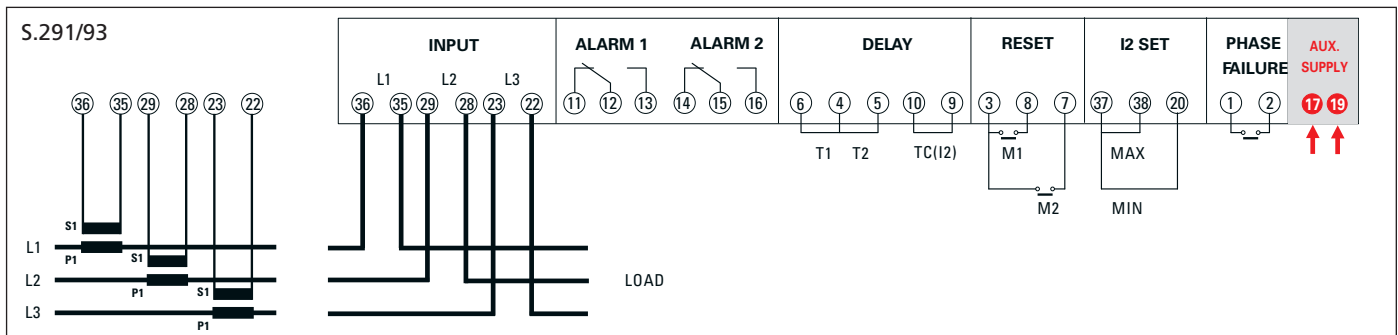 S.291/93
INPUT
ALARM 1
ALARM 2
DELAY
RESET
I2 SET
PHASE
FAILURE
AUX.
SUPPLY
L1
L2
L3
36
35
29
28
23
22
36
35
29
28
23
22
11
12
13
14
15
16
6
4
5
10
9
3
8
7
37
38
20
1
2
17
19
T1
T2
TC(I2)
M1
MAX
M2
MIN
S1
L1
P1
S1
L2
P1
S1
L3
P1
LOAD